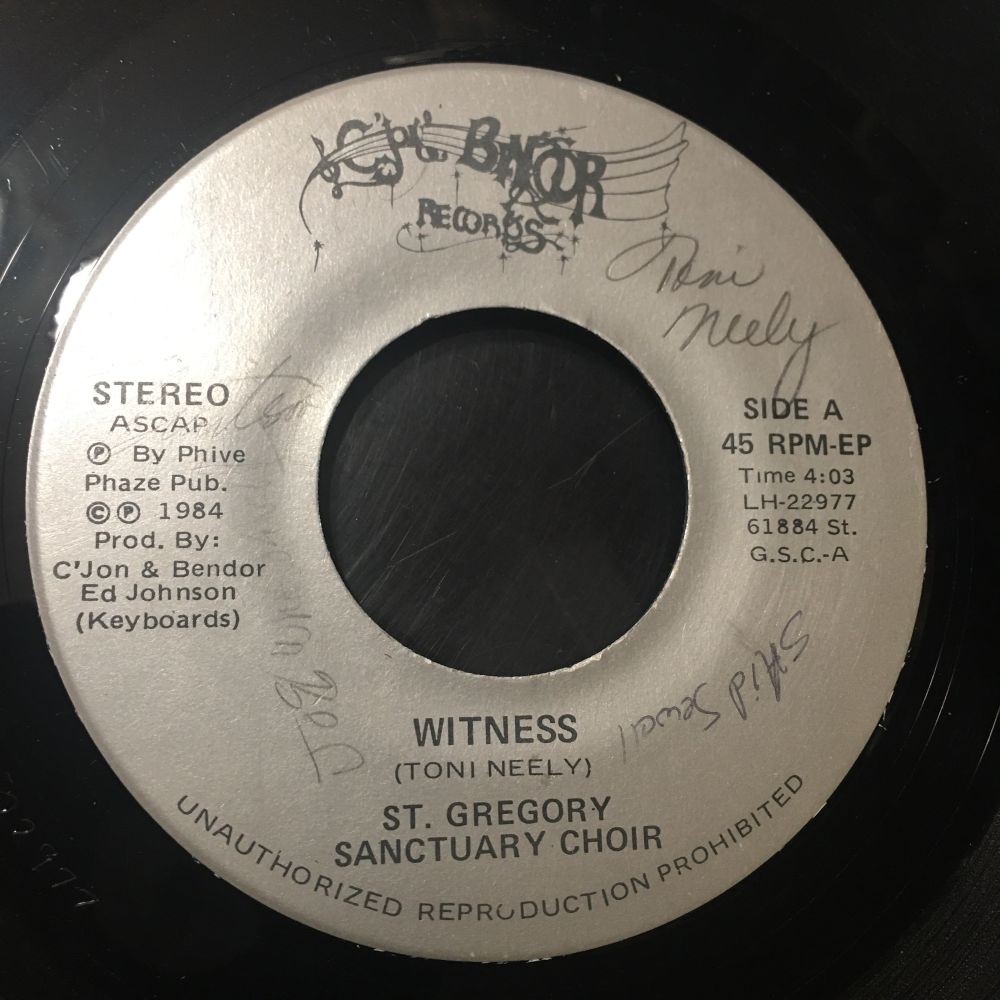 C'Jon & BENDOR
RECORDS
Toni
Neely
STEREO
ASCAP
Ⓟ By Phive
Phaze Pub.
©Ⓟ 1984
Prod. By:
C'Jon & Bendor
Ed Johnson
(Keyboards)
SIDE A
45 RPM-EP
Time 4:03
LH-22977
61884 St.
G.S.C.-A
WITNESS
(TONI NEELY)
ST. GREGORY
SANCTUARY CHOIR
UNAUTHORIZED REPRODUCTION PROHIBITED
22977